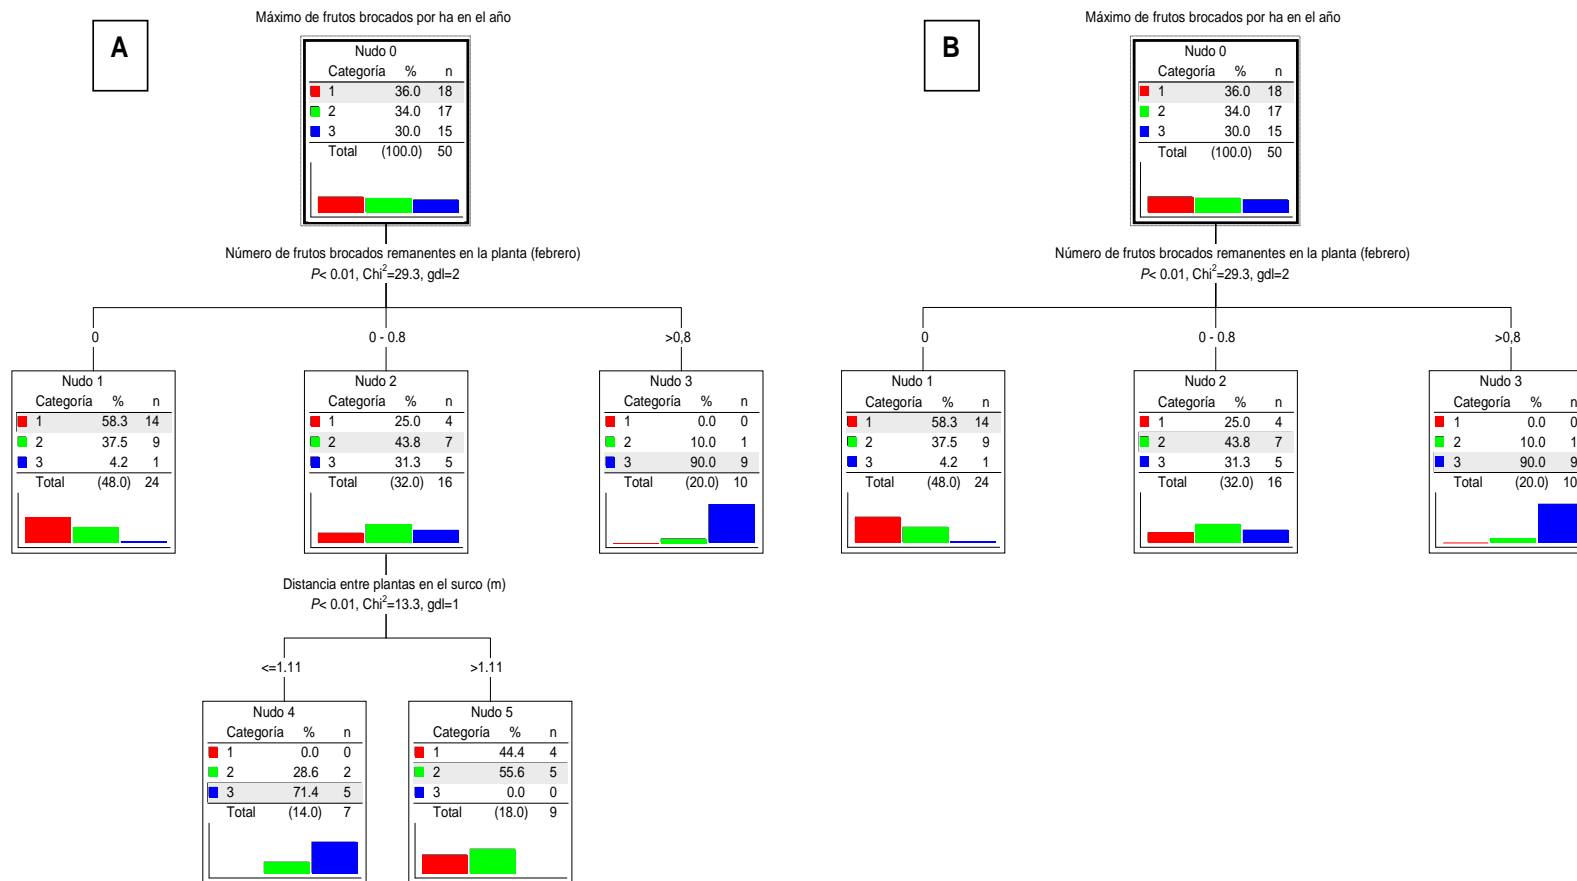 A
Máximo de frutos brocados por ha en el año
Nudo 0
Categoría % n
1 36.0 18
2 34.0 17
3 30.0 15
Total (100.0) 50
Número de frutos brocados remanentes en la planta (febrero)
P< 0.01, Chi²=29.3, gdl=2
0
0 - 0.8
>0,8
Nudo 1
Categoría % n
1 58.3 14
2 37.5 9
3 4.2 1
Total (48.0) 24
Nudo 2
Categoría % n
1 25.0 4
2 43.8 7
3 31.3 5
Total (32.0) 16
Nudo 3
Categoría % n
1 0.0 0
2 10.0 1
3 90.0 9
Total (20.0) 10
Distancia entre plantas en el surco (m)
P< 0.01, Chi²=13.3, gdl=1
<=1.11
>1.11
Nudo 4
Categoría % n
1 0.0 0
2 28.6 2
3 71.4 5
Total (14.0) 7
Nudo 5
Categoría % n
1 44.4 4
2 55.6 5
3 0.0 0
Total (18.0) 9
B
Máximo de frutos brocados por ha en el año
Nudo 0
Categoría % n
1 36.0 18
2 34.0 17
3 30.0 15
Total (100.0) 50
Número de frutos brocados remanentes en la planta (febrero)
P< 0.01, Chi²=29.3, gdl=2
0
0 - 0.8
>0,8
Nudo 1
Categoría % n
1 58.3 14
2 37.5 9
3 4.2 1
Total (48.0) 24
Nudo 2
Categoría % n
1 25.0 4
2 43.8 7
3 31.3 5
Total (32.0) 16
Nudo 3
Categoría % n
1 0.0 0
2 10.0 1
3 90.0 9
Total (20.0) 10